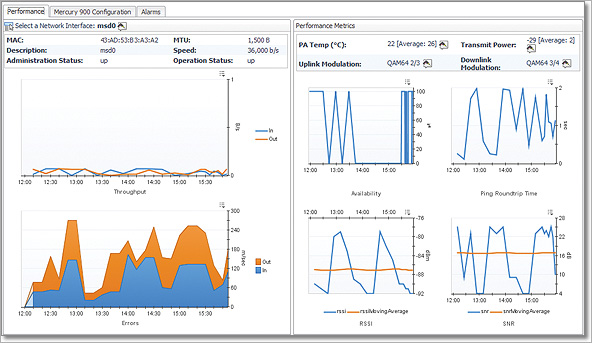 Performance Mercury 900 Configuration Alarms
Select a Network Interface: msd0
MAC: 43:AD:53:B3:A3:A2 MTU: 1,500 B
Description: msd0 Speed: 36,000 b/s
Administration Status: up Operation Status: up
1
B/s
0
12:00 12:30 13:00 13:30 14:00 14:30 15:00 15:30
Throughput
In
Out
300
240
180
120
60
0
12:00 12:30 13:00 13:30 14:00 14:30 15:00 15:30
Errors
Out
In
Performance Metrics
PA Temp (°C): 22 [Average: 26] Transmit Power: -29 [Average: 2]
Uplink Modulation: QAM64 2/3 Downlink Modulation: QAM64 3/4
100
80
60
40
20
0
%
12:00 13:00 14:00 15:00
Availability
2
1
0
sec
12:00 13:00 14:00 15:00
Ping Roundtrip Time
-76
-80
-84
-88
-92
dBm
12:00 13:00 14:00 15:00
rssi rssiMovingAverage
RSSI
28
22
16
10
4
dB
12:00 13:00 14:00 15:00
snr snrMovingAverage
SNR